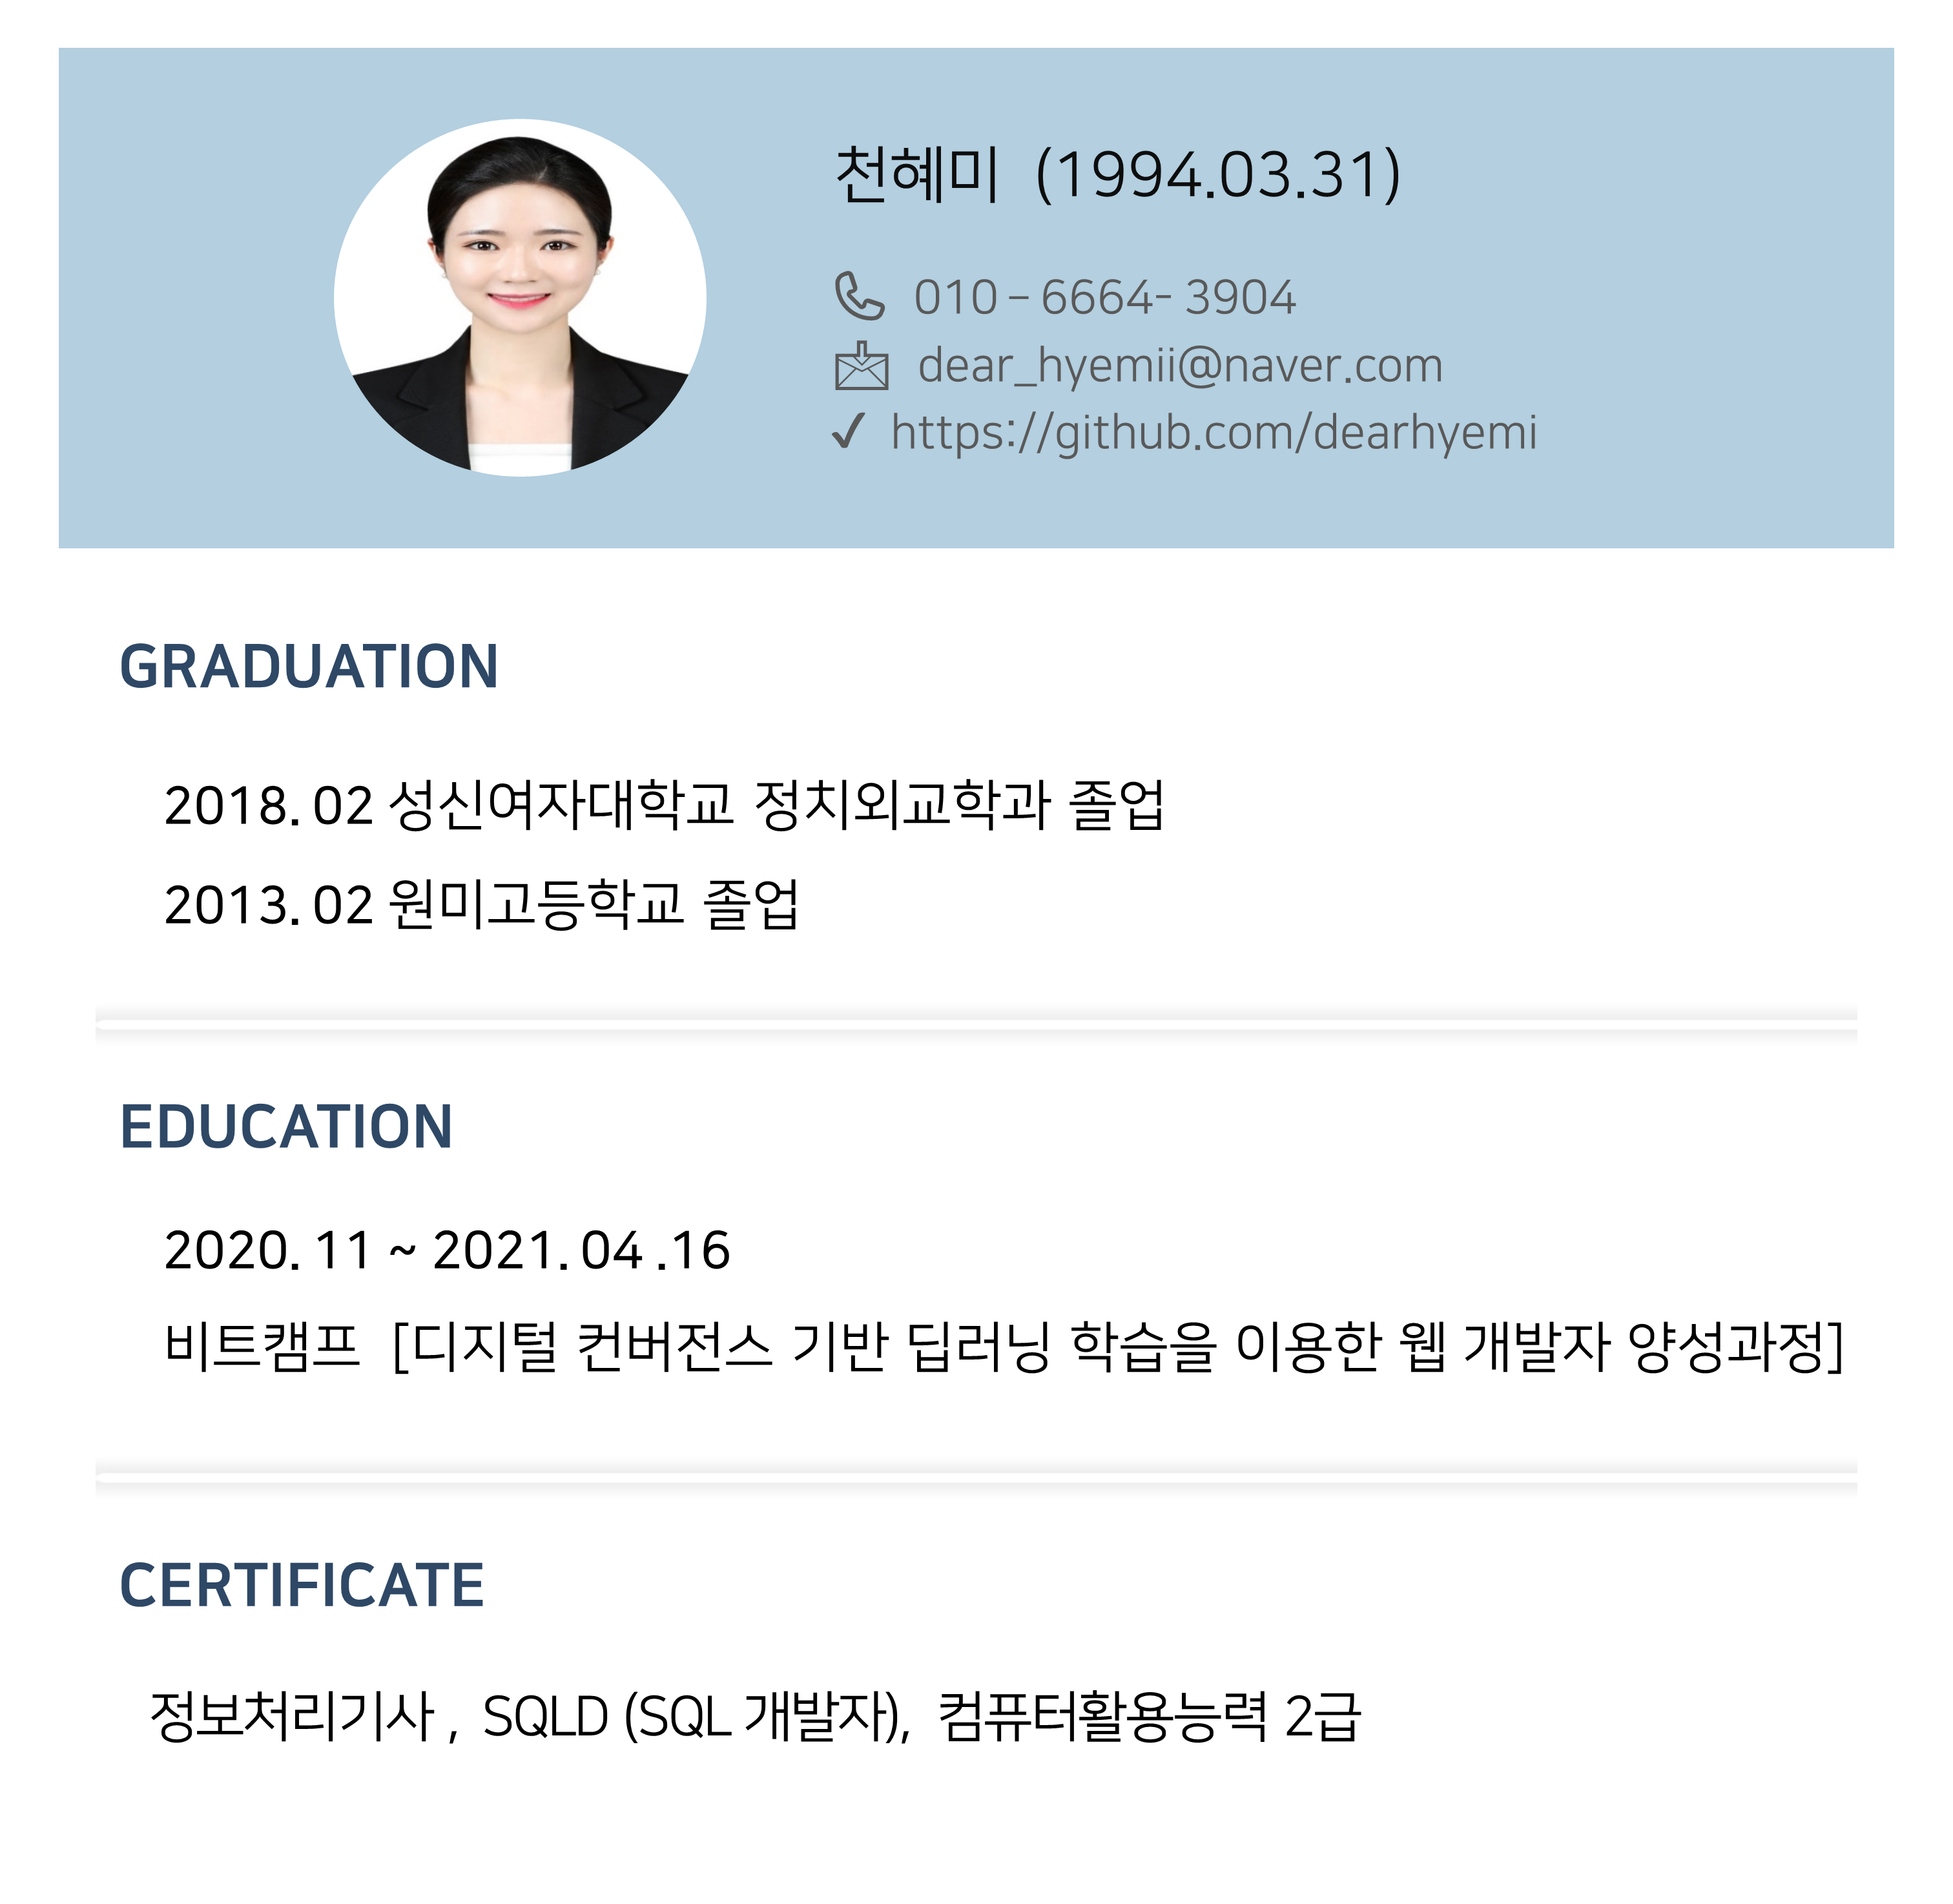 천혜미 (1994.03.31)
010 – 6664- 3904
dear_hyemii@naver.com
https://github.com/dearhyemi
GRADUATION
2018. 02 성신여자대학교 정치외교학과 졸업
2013. 02 원미고등학교 졸업
EDUCATION
2020. 11 ~ 2021. 04 .16
비트캠프 [디지털 컨버전스 기반 딥러닝 학습을 이용한 웹 개발자 양성과정]
CERTIFICATE
정보처리기사 , SQLD (SQL 개발자), 컴퓨터활용능력 2급